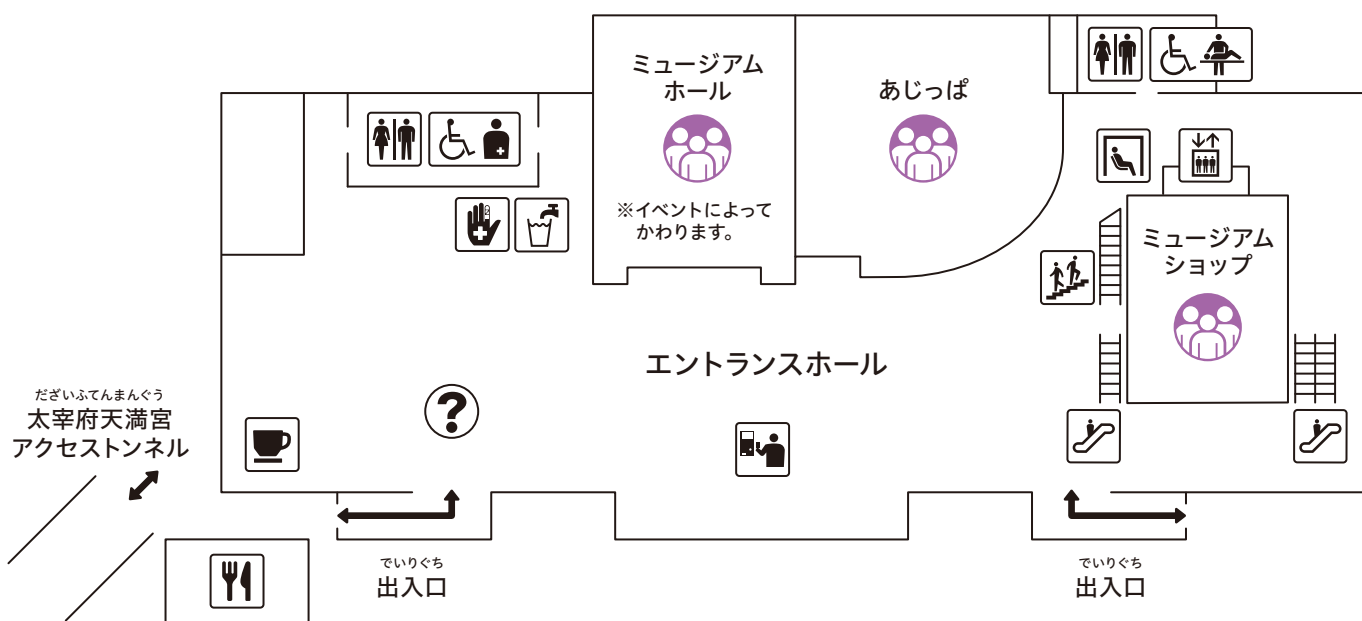 ミュージアム
ホール
※イベントによって
かわります。
あじっぱ
ミュージアム
ショップ
エントランスホール
?
だざいふてんまんぐう
太宰府天満宮
アクセストンネル
でいりぐち
出入口
でいりぐち
出入口